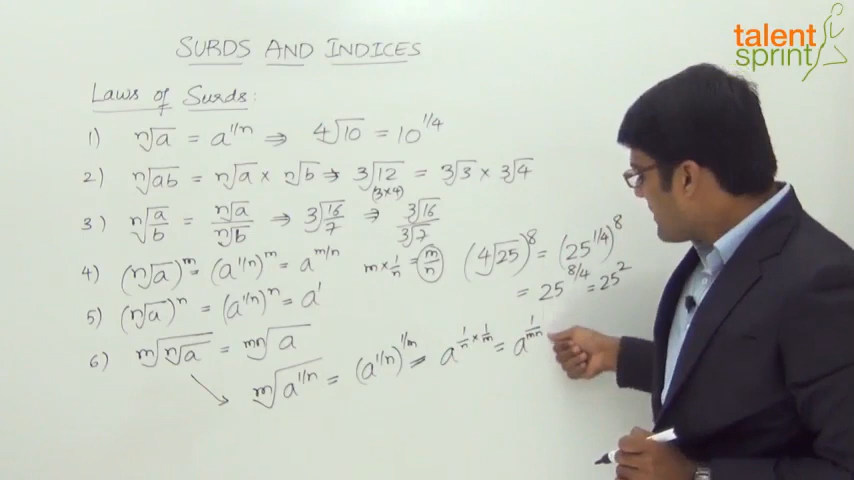 talent
sprint
SURDS AND INDICES
Laws of Surds:
1) ⁿ√a = a^1/n ⇒ 4√10 = 10^1/4
2) ⁿ√ab = ⁿ√a × ⁿ√b ⇒ 3√12 = 3√3 × 3√4
(3×4)
3) ⁿ√a/b = ⁿ√a/ⁿ√b ⇒ 3√16/7 ⇒ 3√16/3√7
4) (ⁿ√a)^m = (a^1/n)^m = a^m/n m × 1/n = m/n (4√25)^8 = (25^1/4)^8
= 25^8/4 = 25^2
5) (ⁿ√a)^n = (a^1/n)^n = a^1
6) m√ⁿ√a = mn√a
m√a^1/n = (a^1/n)^1/m = a^1/n × 1/m = a^1/mn